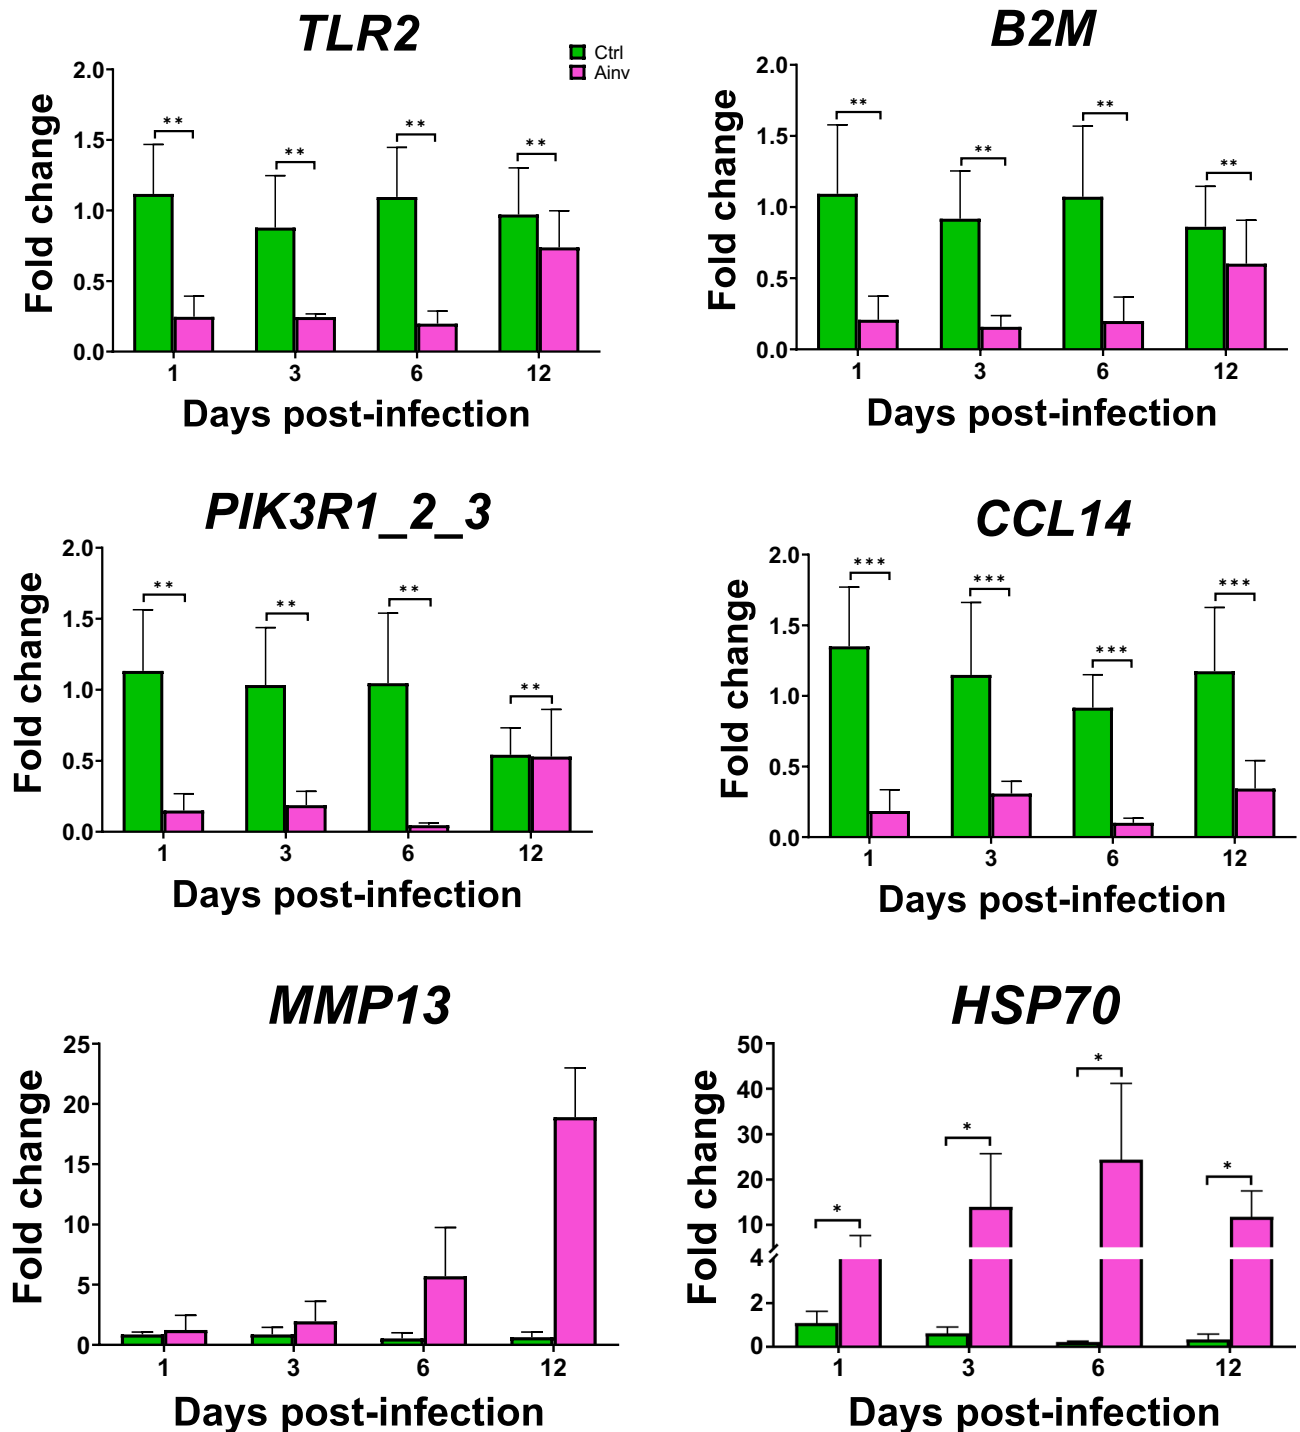 TLR2
Ctrl
Ainv
Fold change
2.0
1.5
1.0
0.5
0.0
** ** ** **
1 3 6 12
Days post-infection
B2M
Fold change
2.0
1.5
1.0
0.5
0.0
** ** ** **
1 3 6 12
Days post-infection
PIK3R1_2_3
Fold change
2.0
1.5
1.0
0.5
0.0
** ** ** **
1 3 6 12
Days post-infection
CCL14
Fold change
2.0
1.5
1.0
0.5
0.0
*** *** *** ***
1 3 6 12
Days post-infection
MMP13
Fold change
25
20
15
10
5
0
1 3 6 12
Days post-infection
HSP70
Fold change
50
40
30
20
10
4
2
0
* * * *
1 3 6 12
Days post-infection